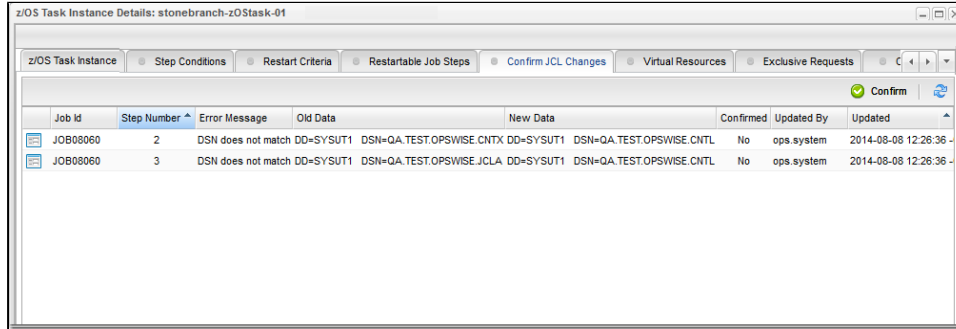 z/OS Task Instance Details: stonebranch-zOStask-01
z/OS Task Instance Step Conditions Restart Criteria Restartable Job Steps Confirm JCL Changes Virtual Resources Exclusive Requests
Confirm
Job Id Step Number Error Message Old Data New Data Confirmed Updated By Updated
JOB08060 2 DSN does not match DD=SYSUT1 DSN=QA.TEST.OPSWISE.CNTX DD=SYSUT1 DSN=QA.TEST.OPSWISE.CNTL No ops.system 2014-08-08 12:26:36 -
JOB08060 3 DSN does not match DD=SYSUT1 DSN=QA.TEST.OPSWISE.JCLA DD=SYSUT1 DSN=QA.TEST.OPSWISE.CNTL No ops.system 2014-08-08 12:26:36 -